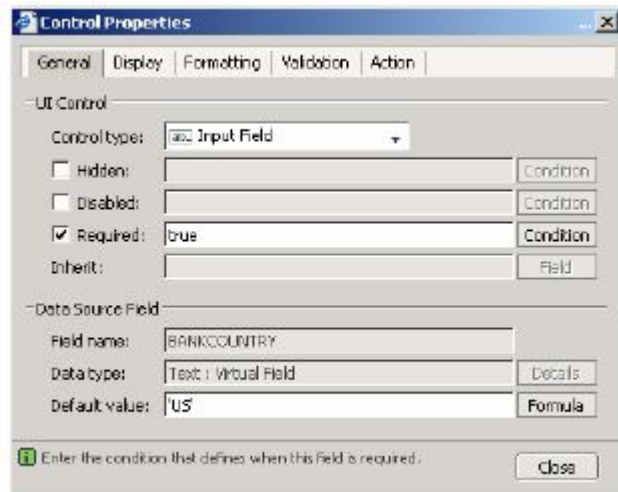 Control Properties
General Display Formatting Validation Action
UI Control
Control type: abc Input Field
Hidden: Condition
Disabled: Condition
Required: true Condition
Inherit: Field
Data Source Field
Field name: BANKCOUNTRY
Data type: Text : Virtual Field Details
Default value: 'US' Formula
Enter the condition that defines when this field is required. Close